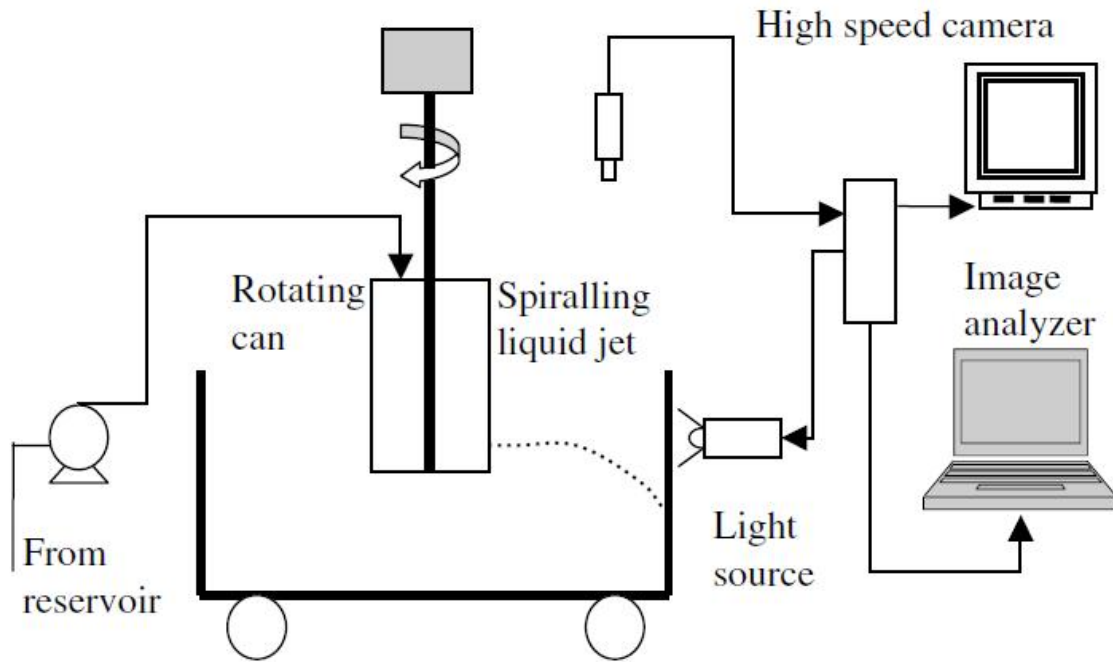 High speed camera
Rotating
can
Spiralling
liquid jet
Image
analyzer
From
reservoir
Light
source